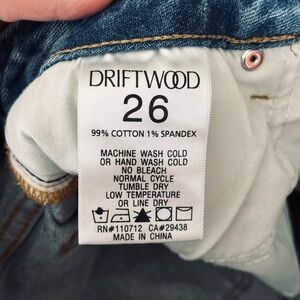 DRIFTWOOD
26
99% COTTON 1% SPANDEX
MACHINE WASH COLD
OR HAND WASH COLD
NO BLEACH
NORMAL CYCLE
TUMBLE DRY
LOW TEMPERATURE
OR LINE DRY
RN#110712 CA#29438
MADE IN CHINA